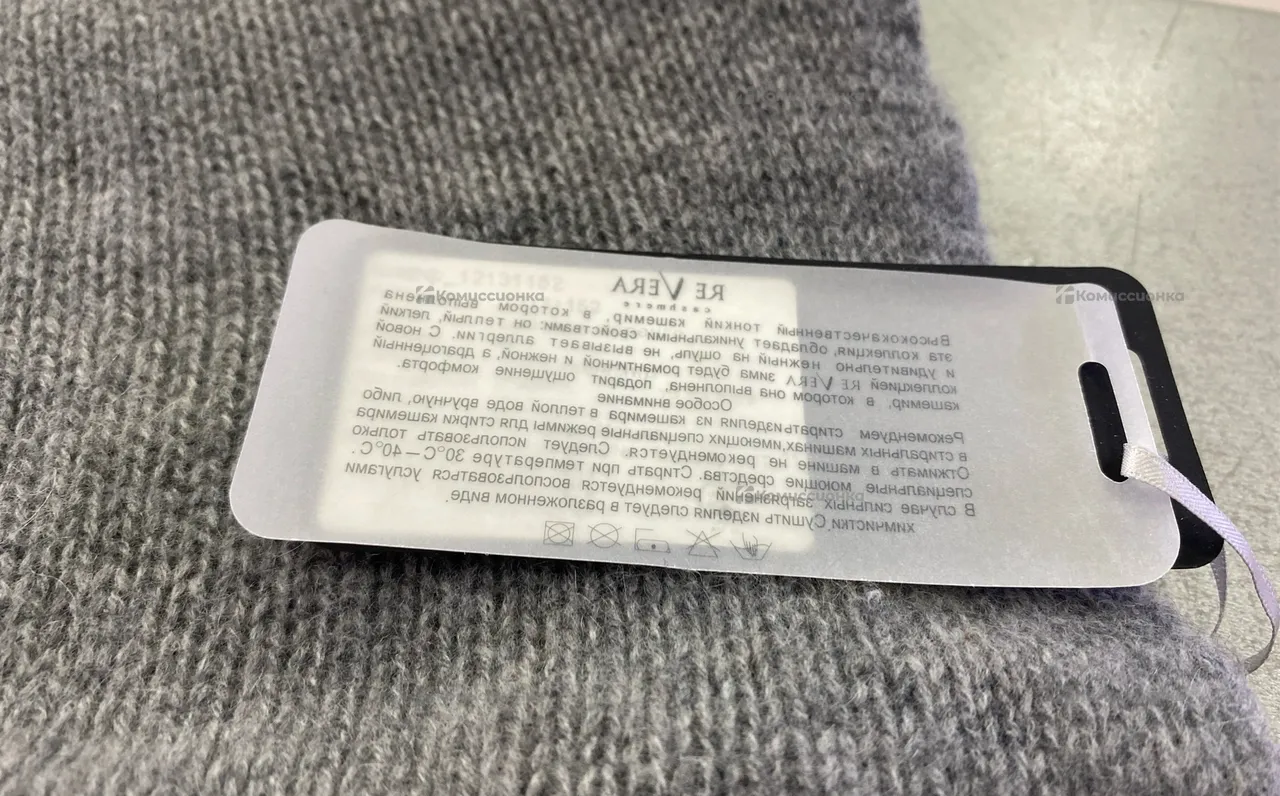 RE VERA
cashmere
Высококачественный тонкий кашемир, в котором выполнена
эта коллекция, обладает уникальными свойствами: он теплый, легкий
и удивительно нежный на ощупь, не вызывает аллергии. С новой
коллекцией RE VERA зима будет романтичной и нежной, а драгоценный
кашемир, в котором она выполнена, подарит ощущение комфорта.
Особое внимание
Рекомендуем стирать изделия из кашемира в теплой воде вручную, либо
в стиральных машинах, имеющих специальные режимы для стирки кашемира
Отжимать в машине не рекомендуется. Следует использовать только
специальные моющие средства. Стирать при температуре 30°C — 40°C.
В случае сильных загрязнений рекомендуется воспользоваться услугами
химчистки. Сушить изделия следует в разложенном виде.
Комиссионка
Комиссионка
Комиссионка